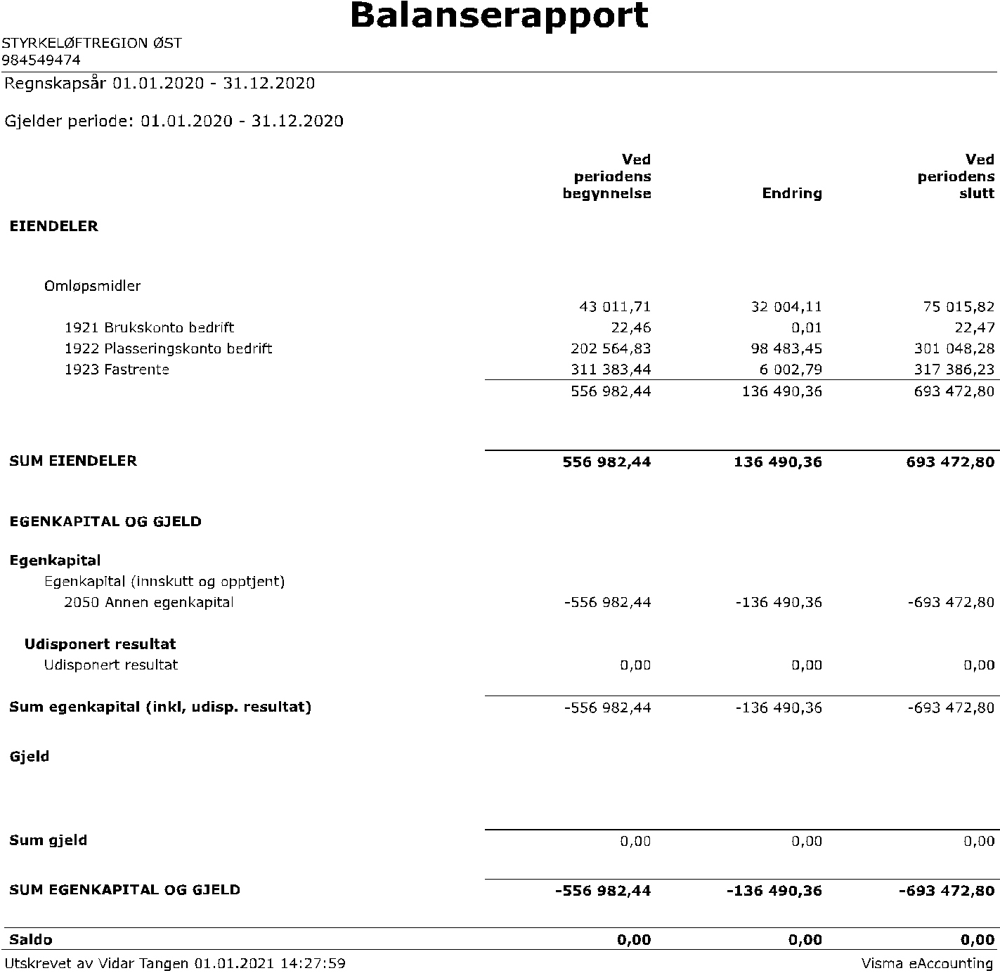 Balanserapport
STYRKELØFTREGION ØST
984549474
Regnskapsår 01.01.2020 - 31.12.2020
Gjelder periode: 01.01.2020 - 31.12.2020
Ved periodens begynnelse Endring Ved periodens slutt
EIENDELER
Omløpsmidler
43 011,71 32 004,11 75 015,82
1921 Brukskonto bedrift 22,46 0,01 22,47
1922 Plasseringskonto bedrift 202 564,83 98 483,45 301 048,28
1923 Fastrente 311 383,44 6 002,79 317 386,23
556 982,44 136 490,36 693 472,80
SUM EIENDELER 556 982,44 136 490,36 693 472,80
EGENKAPITAL OG GJELD
Egenkapital
Egenkapital (innskutt og opptjent)
2050 Annen egenkapital -556 982,44 -136 490,36 -693 472,80
Udisponert resultat
Udisponert resultat 0,00 0,00 0,00
Sum egenkapital (inkl, udisp. resultat) -556 982,44 -136 490,36 -693 472,80
Gjeld
Sum gjeld 0,00 0,00 0,00
SUM EGENKAPITAL OG GJELD -556 982,44 -136 490,36 -693 472,80
Saldo 0,00 0,00 0,00
Utskrevet av Vidar Tangen 01.01.2021 14:27:59 Visma eAccounting